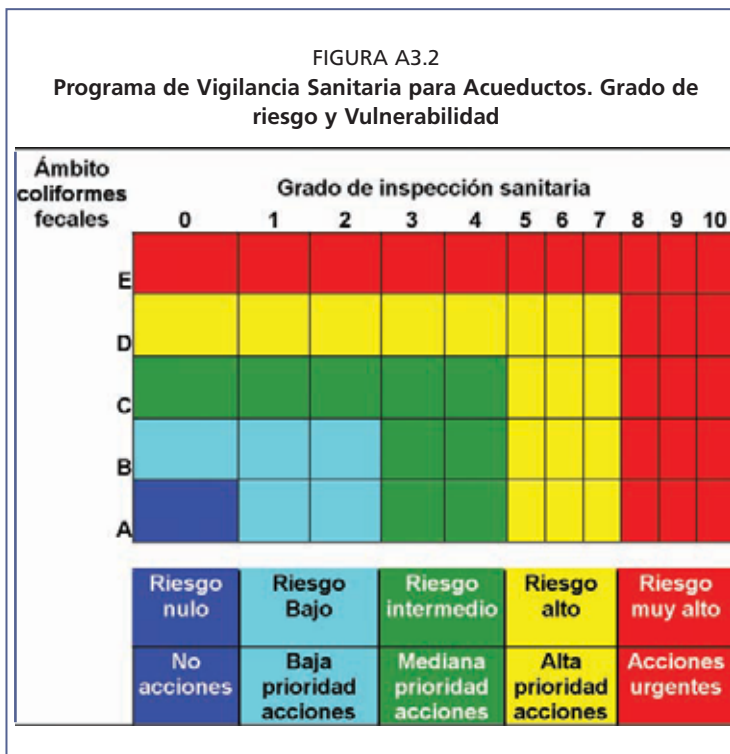 FIGURA A3.2
Programa de Vigilancia Sanitaria para Acueductos. Grado de
riesgo y Vulnerabilidad
Ámbito
coliformes
fecales
Grado de inspección sanitaria
0 1 2 3 4 5 6 7 8 9 10
E
D
C
B
A
Riesgo
nulo
Riesgo
Bajo
Riesgo
intermedio
Riesgo
alto
Riesgo
muy alto
No
acciones
Baja
prioridad
acciones
Mediana
prioridad
acciones
Alta
prioridad
acciones
Acciones
urgentes